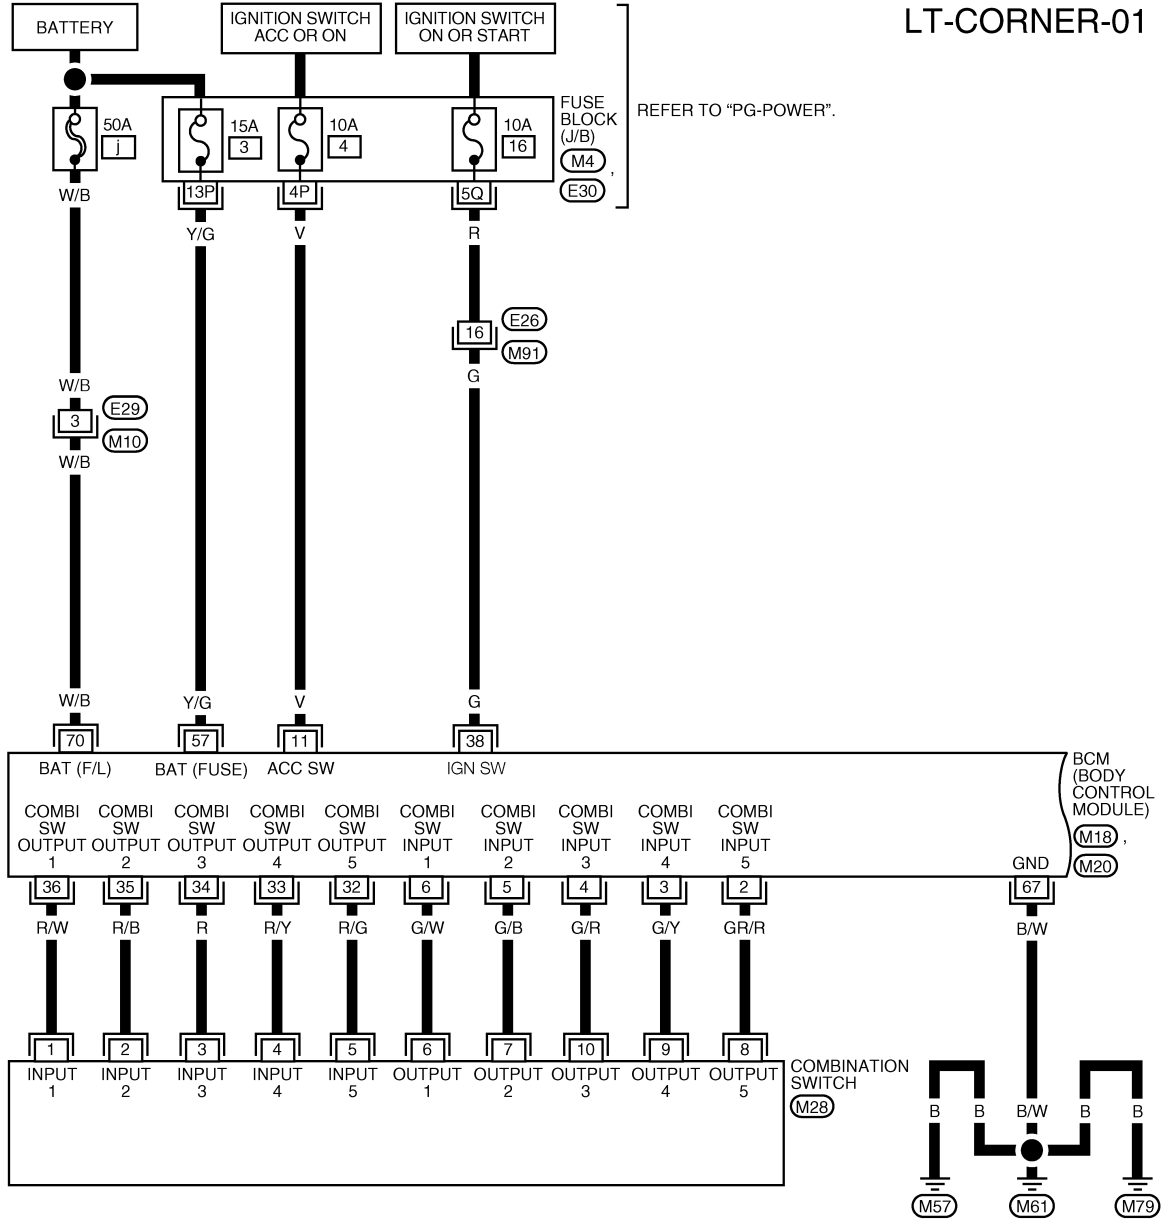 LT-CORNER-01
BATTERY
IGNITION SWITCH
ACC OR ON
IGNITION SWITCH
ON OR START
50A
j
15A
3
10A
4
10A
16
FUSE
BLOCK
(J/B)
M4 ,
E30
REFER TO “PG-POWER”.
13P
4P
5Q
W/B
Y/G
V
R
16
E26
M91
G
W/B
3
E29
M10
W/B
W/B
Y/G
V
G
70
57
11
38
BAT (F/L)
BAT (FUSE)
ACC SW
IGN SW
BCM
(BODY
CONTROL
MODULE)
M18 ,
M20
COMBI
SW
OUTPUT
1
COMBI
SW
OUTPUT
2
COMBI
SW
OUTPUT
3
COMBI
SW
OUTPUT
4
COMBI
SW
OUTPUT
5
COMBI
SW
INPUT
1
COMBI
SW
INPUT
2
COMBI
SW
INPUT
3
COMBI
SW
INPUT
4
COMBI
SW
INPUT
5
GND
36
35
34
33
32
6
5
4
3
2
67
R/W
R/B
R
R/Y
R/G
G/W
G/B
G/R
G/Y
GR/R
B/W
1
2
3
4
5
6
7
10
9
8
INPUT
1
INPUT
2
INPUT
3
INPUT
4
INPUT
5
OUTPUT
1
OUTPUT
2
OUTPUT
3
OUTPUT
4
OUTPUT
5
COMBINATION
SWITCH
M28
B
B
B/W
B
B
M57
M61
M79